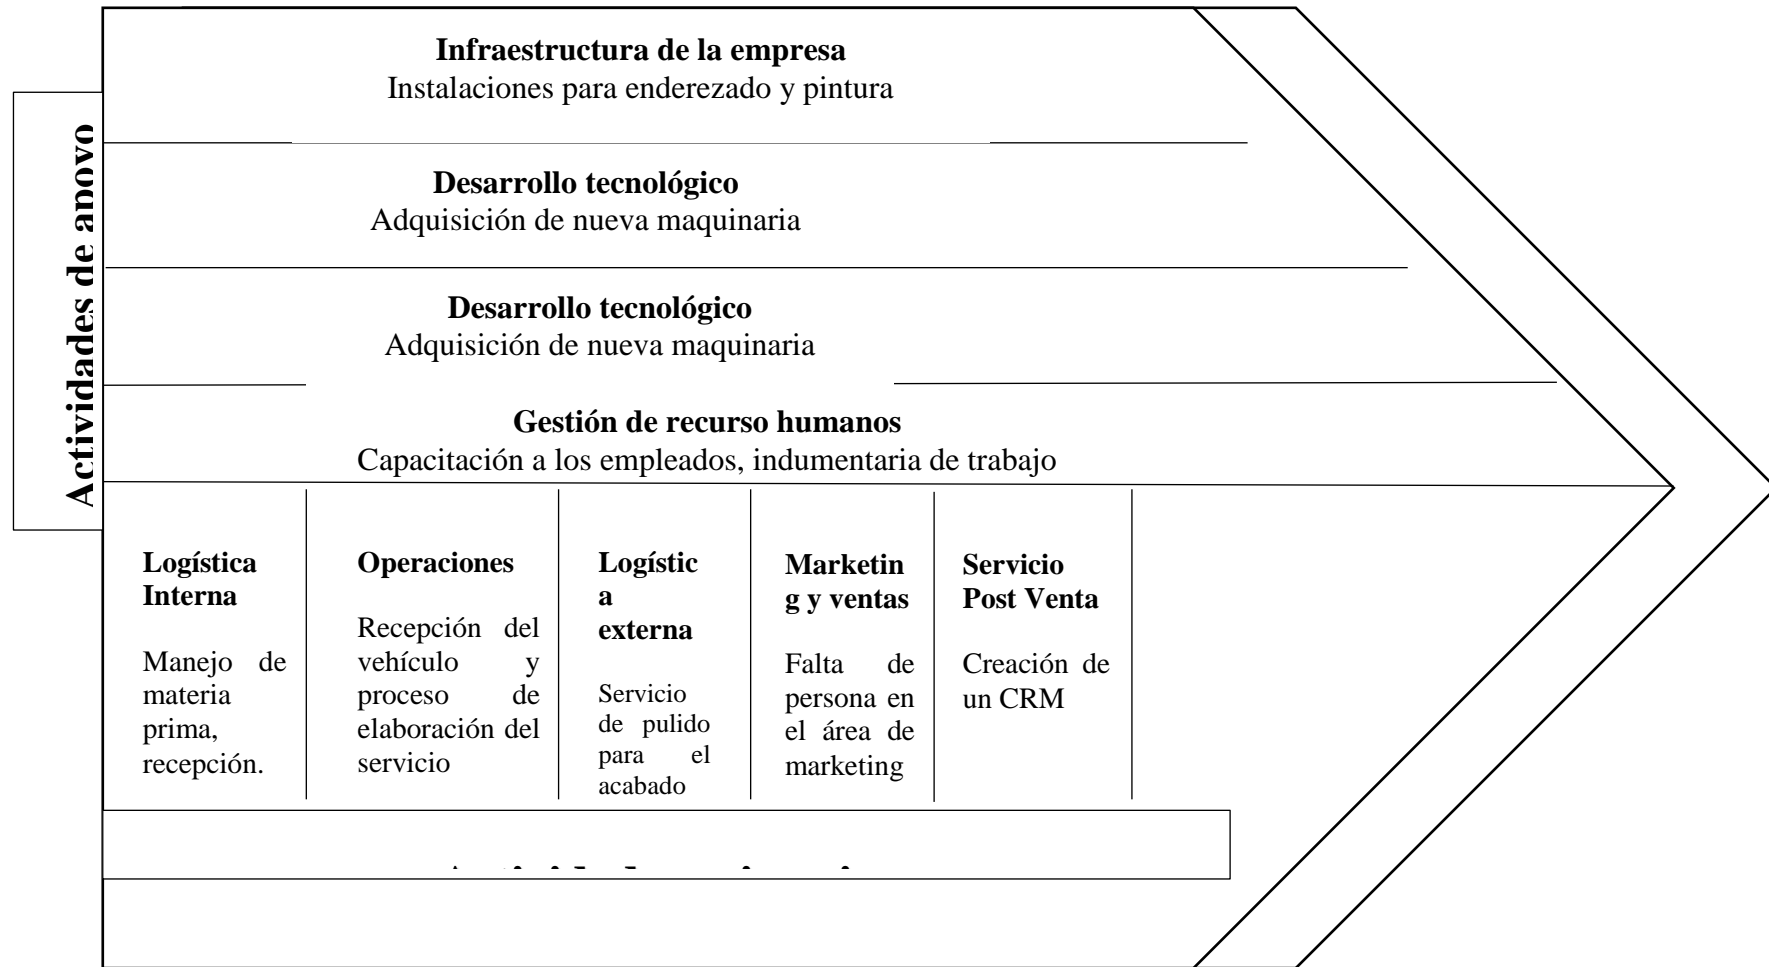 Infraestructura de la empresa
Instalaciones para enderezado y pintura
Desarrollo tecnológico
Adquisición de nueva maquinaria
Desarrollo tecnológico
Adquisición de nueva maquinaria
Gestión de recurso humanos
Capacitación a los empleados, indumentaria de trabajo
Actividades de apoyo
Logística
Interna
Manejo de
materia
prima,
recepción.
Operaciones
Recepción del
vehículo y
proceso de
elaboración del
servicio
Logístic
a
externa
Servicio
de pulido
para el
acabado
Marketin
g y ventas
Falta de
persona en
el área de
marketing
Servicio
Post Venta
Creación de
un CRM